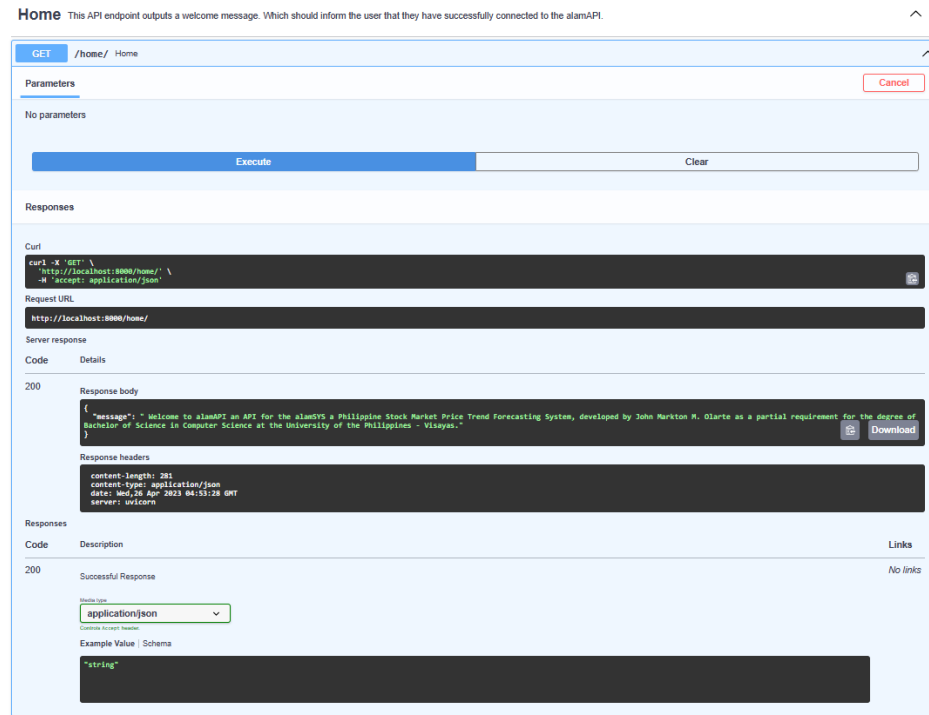 Home This API endpoint outputs a welcome message. Which should inform the user that they have successfully connected to the alamAPI.
GET /home/ Home
Parameters
Cancel
No parameters
Execute
Clear
Responses
Curl
curl -X 'GET' \
'http://localhost:8000/home/' \
-H 'accept: application/json'
Request URL
http://localhost:8000/home/
Server response
Code Details
200
Response body
{
"message": " Welcome to alamAPI an API for the alamSYS a Philippine Stock Market Price Trend Forecasting System, developed by John Markton M. Olarte as a partial requirement for the degree of
Bachelor of Science in Computer Science at the University of the Philippines - Visayas."
}
Download
Response headers
content-length: 281
content-type: application/json
date: Wed,26 Apr 2023 04:53:28 GMT
server: uvicorn
Responses
Code Description Links
200
Successful Response
No links
Media type
application/json
Controls Accept header.
Example Value | Schema
"string"